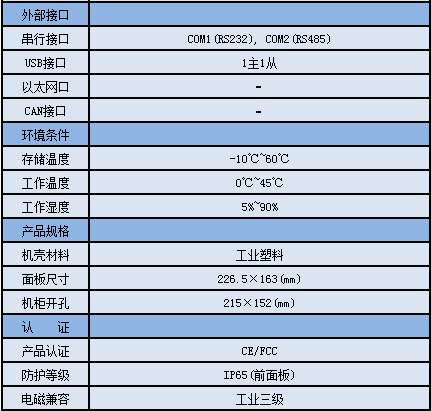 外部接口
串行接口 COM1(RS232), COM2(RS485)
USB接口 1主1从
以太网口 -
CAN接口 -
环境条件
存储温度 -10℃~60℃
工作温度 0℃~45℃
工作湿度 5%~90%
产品规格
机壳材料 工业塑料
面板尺寸 226.5×163(mm)
机柜开孔 215×152(mm)
认 证
产品认证 CE/FCC
防护等级 IP65(前面板)
电磁兼容 工业三级